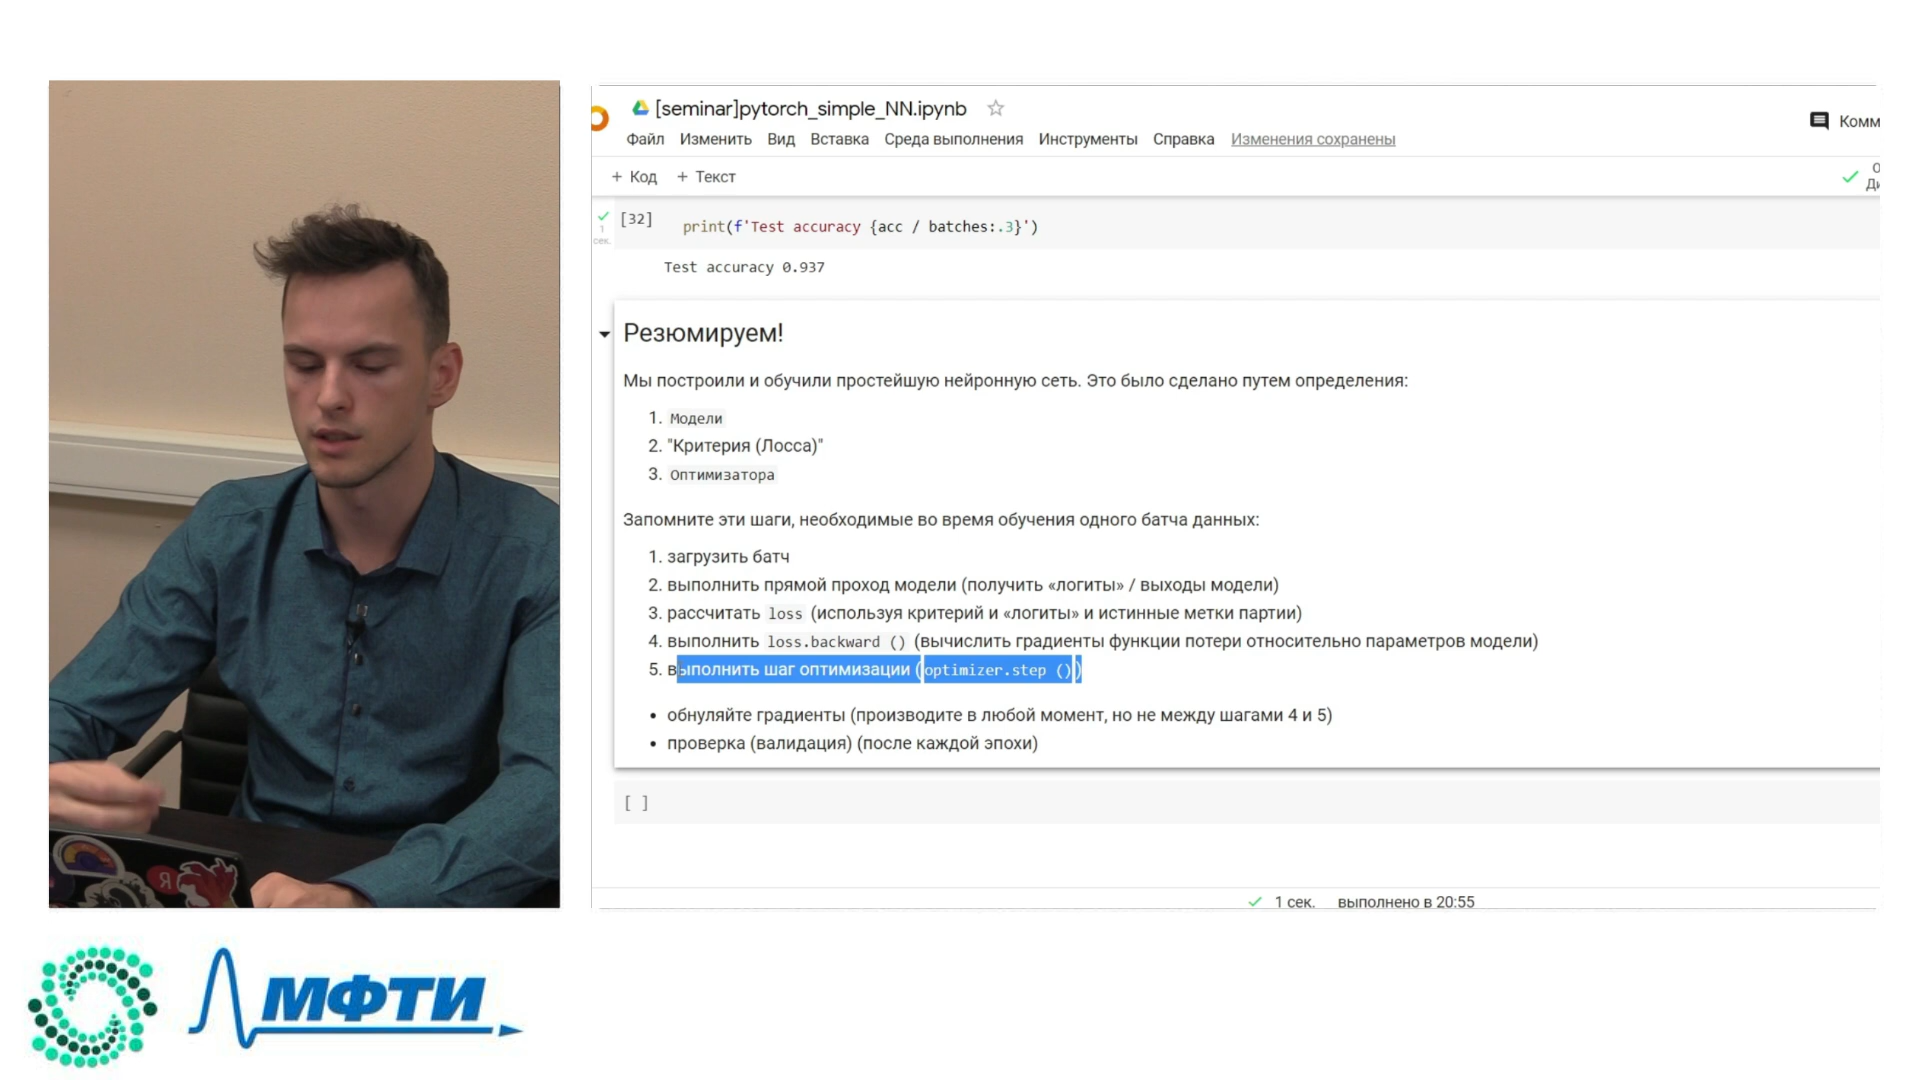 [seminar]pytorch_simple_NN.ipynb
Комм
Файл Изменить Вид Вставка Среда выполнения Инструменты Справка Изменения сохранены
+ Код + Текст
[32] print(f'Test accuracy {acc / batches:.3}')
1
сек.
Test accuracy 0.937
Резюмируем!
Мы построили и обучили простейшую нейронную сеть. Это было сделано путем определения:
1. Модели
2. "Критерия (Лосса)"
3. Оптимизатора
Запомните эти шаги, необходимые во время обучения одного батча данных:
1. загрузить батч
2. выполнить прямой проход модели (получить «логиты» / выходы модели)
3. рассчитать loss (используя критерий и «логиты» и истинные метки партии)
4. выполнить loss.backward () (вычислить градиенты функции потери относительно параметров модели)
5. выполнить шаг оптимизации (optimizer.step ())
• обнуляйте градиенты (производите в любой момент, но не между шагами 4 и 5)
• проверка (валидация) (после каждой эпохи)
[ ]
1 сек. выполнено в 20:55
Я
МФТИ